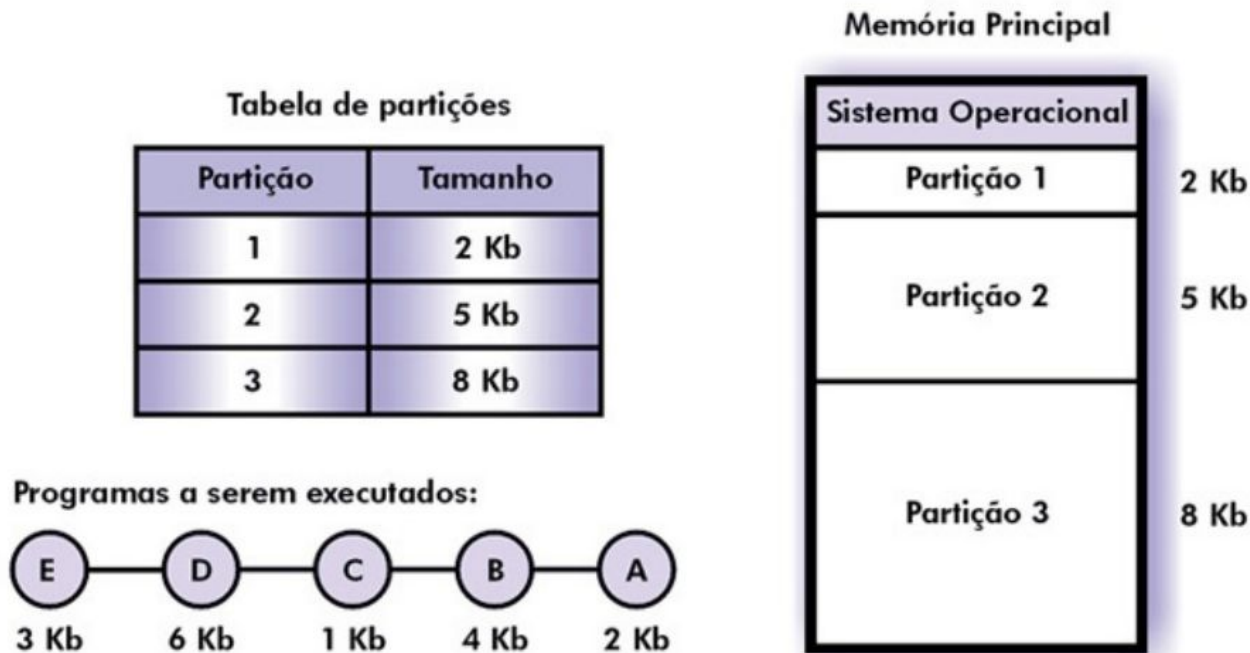 Memória Principal
Tabela de partições
Partição Tamanho
1 2 Kb
2 5 Kb
3 8 Kb
Sistema Operacional
Partição 1 2 Kb
Partição 2 5 Kb
Partição 3 8 Kb
Programas a serem executados:
E D C B A
3 Kb 6 Kb 1 Kb 4 Kb 2 Kb